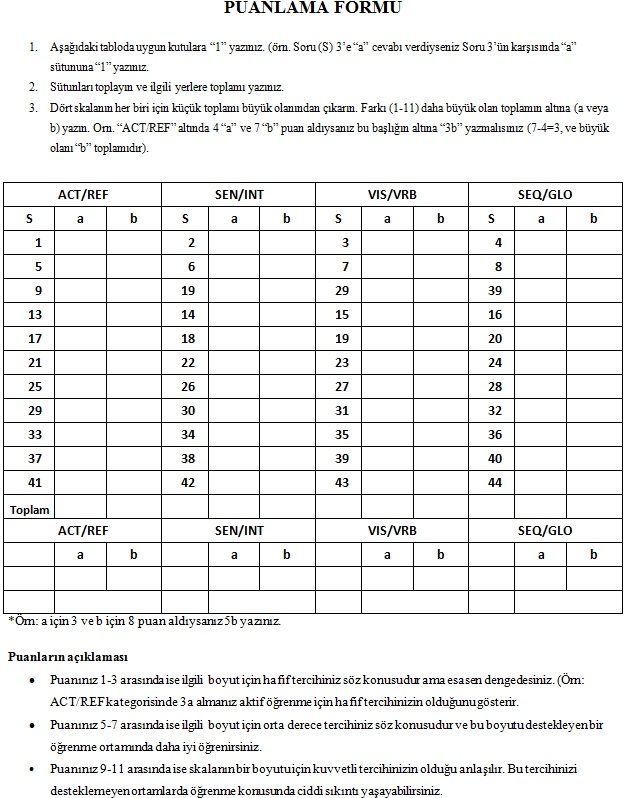 PUANLAMA FORMU
1. Aşağıdaki tabloda uygun kutulara “1” yazınız. (örn. Soru (S) 3’e “a” cevabı verdiyseniz Soru 3’ün karşısında “a”
sütununa “1” yazınız.
2. Sütunları toplayın ve ilgili yerlere toplamı yazınız.
3. Dört skalanın her biri için küçük toplamı büyük olanından çıkarın. Farkı (1-11) daha büyük olan toplamın altına (a veya
b) yazın. Orn. “ACT/REF” altında 4 “a” ve 7 “b” puan aldıysanız bu başlığın altına “3b” yazmalısınız (7-4=3, ve büyük
olanı “b” toplamıdır).
ACT/REF SEN/INT VIS/VRB SEQ/GLO
S a b S a b S a b S a b
1 2 3 4
5 6 7 8
9 19 29 39
13 14 15 16
17 18 19 20
21 22 23 24
25 26 27 28
29 30 31 32
33 34 35 36
37 38 39 40
41 42 43 44
Toplam
ACT/REF SEN/INT VIS/VRB SEQ/GLO
a b a b a b a b
*Örn: a için 3 ve b için 8 puan aldıysanız 5b yazınız.
Puanların açıklaması
• Puanınız 1-3 arasında ise ilgili boyut için hafif tercihiniz söz konusudur ama esasen dengedesiniz. (Örn:
ACT/REF kategorisinde 3a almanız aktif öğrenme için hafif tercihinizin olduğunu gösterir.
• Puanınız 5-7 arasında ise ilgili boyut için orta derece tercihiniz söz konusudur ve bu boyutu destekleyen bir
öğrenme ortamında daha iyi öğrenirsiniz.
• Puanınız 9-11 arasında ise skalanın bir boyutu için kuvvetli tercihinizin olduğu anlaşılır. Bu tercihinizi
desteklemeyen ortamlarda öğrenme konusunda ciddi sıkıntı yaşayabilirsiniz.